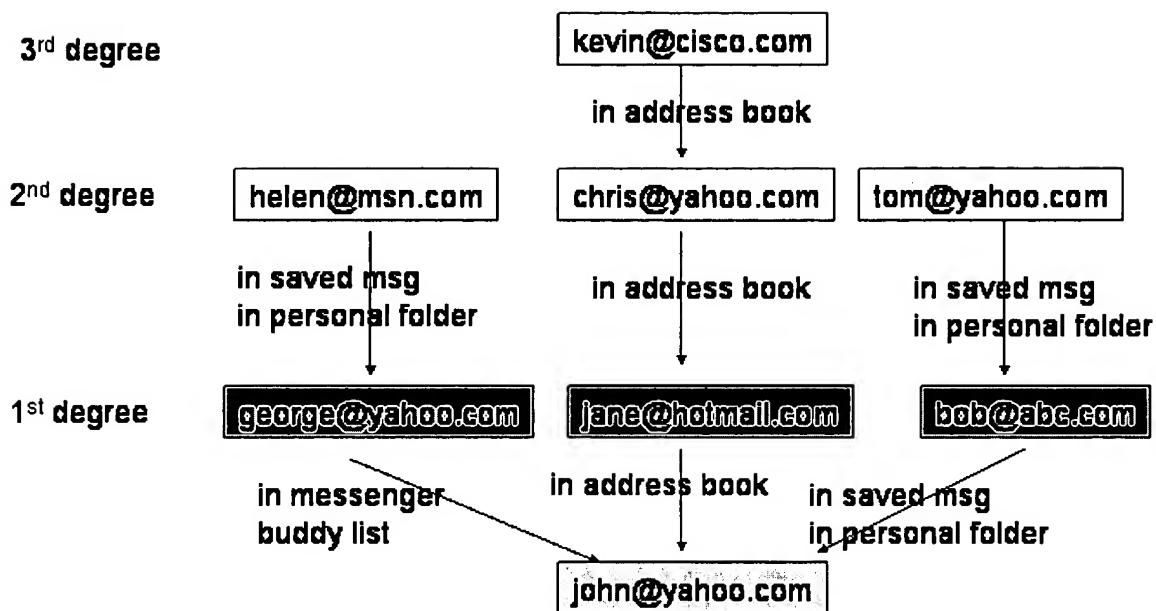 3rd degree
kevin@cisco.com
in address book
2nd degree
helen@msn.com
chris@yahoo.com
tom@yahoo.com
in saved msg
in personal folder
in address book
in saved msg
in personal folder
1st degree
george@yahoo.com
jane@hotmail.com
bob@abc.com
in messenger
buddy list
in address book
in saved msg
in personal folder
john@yahoo.com